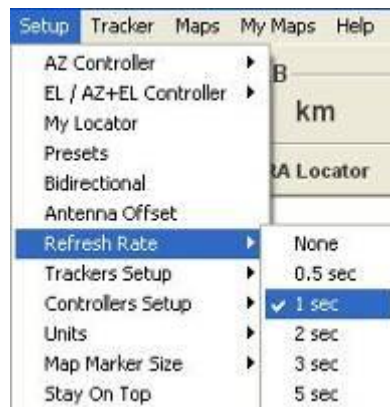 Setup Tracker Maps My Maps Help
AZ Controller
EL / AZ+EL Controller
My Locator
Presets
Bidirectional
Antenna Offset
Refresh Rate
Trackers Setup
Controllers Setup
Units
Map Marker Size
Stay On Top
B
km
RA Locator
None
0.5 sec
1 sec
2 sec
3 sec
5 sec